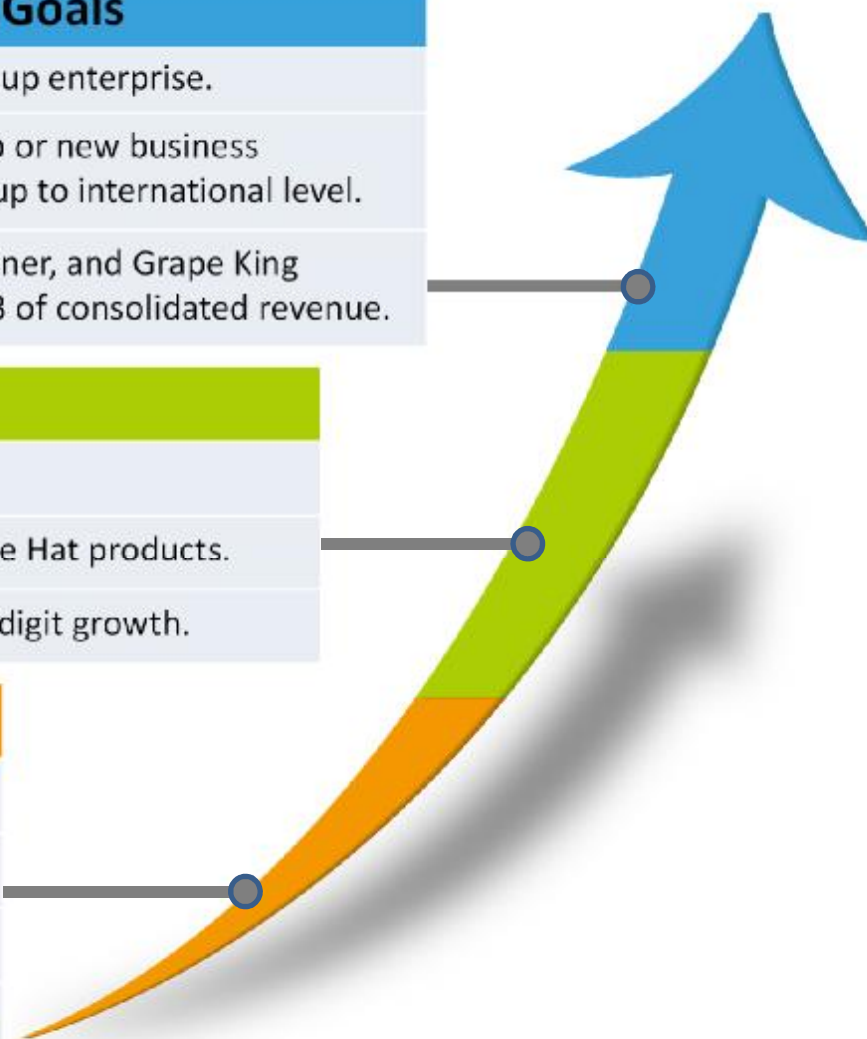 Goals
up enterprise.
or new business
up to international level.
ner, and Grape King
of consolidated revenue.
e Hat products.
digit growth.